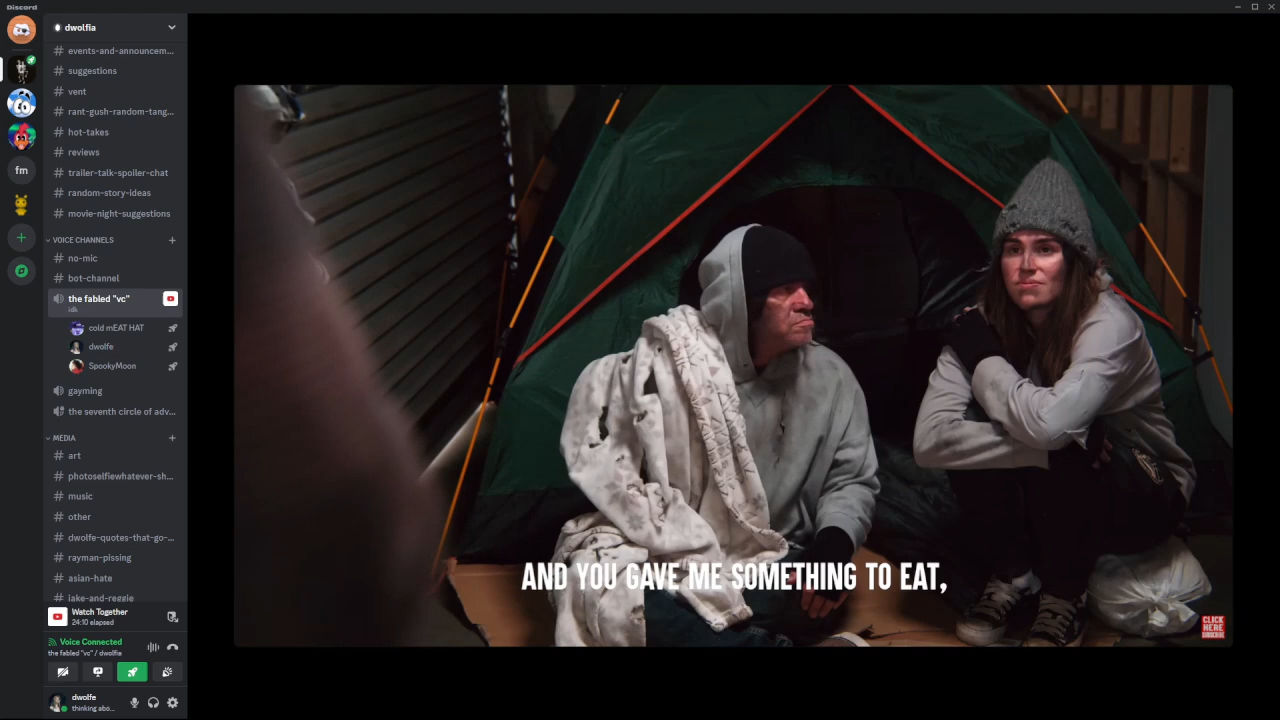 Discord
dwolfia
events-and-announcem...
suggestions
vent
rant-gush-random-tang...
hot-takes
reviews
trailer-talk-spoiler-chat
random-story-ideas
movie-night-suggestions
VOICE CHANNELS
no-mic
bot-channel
the fabled "vc"
idk
cold mEAT HAT
dwolfe
SpookyMoon
gayming
the seventh circle of adv...
MEDIA
art
photoselfiewhatever-sh...
music
other
dwolfe-quotes-that-go-...
rayman-pissing
asian-hate
lake-and-reggie
Watch Together
24:10 elapsed
Voice Connected
the fabled "vc" / dwolfia
dwolfe
thinking abo...
fm
AND YOU GAVE ME SOMETHING TO EAT,
CLICK
HERE
SUBSCRIBE